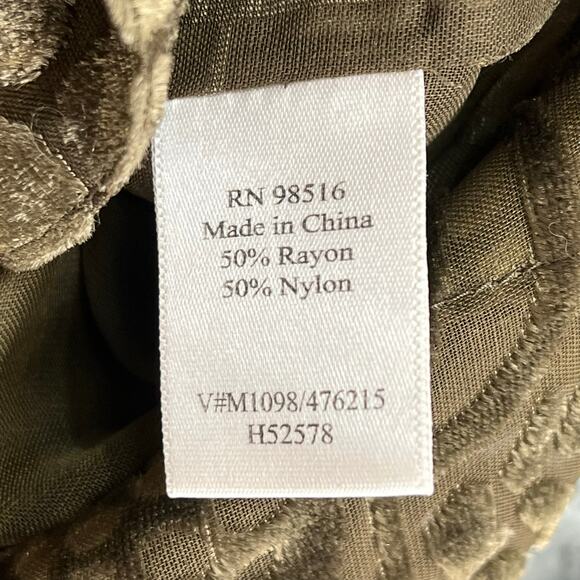 RN 98516
Made in China
50% Rayon
50% Nylon
V#M1098/476215
H52578